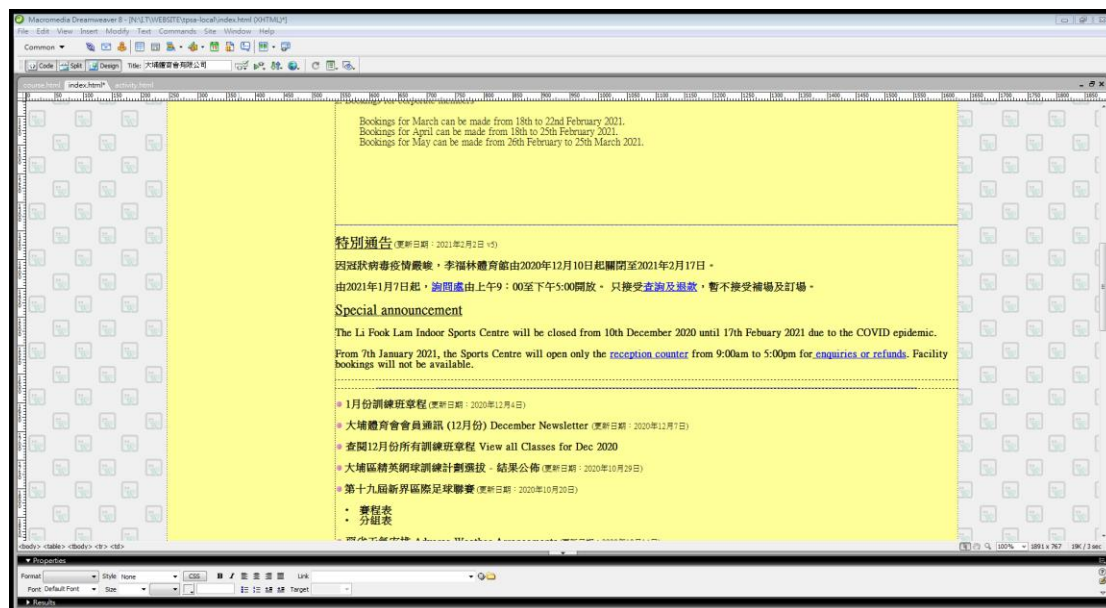 Macromedia Dreamweaver 8 - [N:\I.T\WEBSITE\tpsa-local\index.html (XHTML)*]
File Edit View Insert Modify Text Commands Site Window Help
Common
Code Split Design Title: 大埔體育會有限公司
course.html index.html* activity.html
Bookings for corporate members
Bookings for March can be made from 18th to 22nd February 2021.
Bookings for April can be made from 18th to 25th February 2021.
Bookings for May can be made from 26th February to 25th March 2021.
特別通告 (更新日期：2021年2月2日 v5)
因冠狀病毒疫情嚴峻，李福林體育館由2020年12月10日起關閉至2021年2月17日。
由2021年1月7日起，詢問處由上午9：00至下午5:00開放。 只接受查詢及退款，暫不接受補場及訂場。
Special announcement
The Li Fook Lam Indoor Sports Centre will be closed from 10th December 2020 until 17th Febuary 2021 due to the COVID epidemic.
From 7th January 2021, the Sports Centre will open only the reception counter from 9:00am to 5:00pm for enquiries or refunds. Facility
bookings will not be available.
1月份訓練班章程 (更新日期：2020年12月4日)
大埔體育會會員通訊 (12月份) December Newsletter (更新日期：2020年12月7日)
查閱12月份所有訓練班章程 View all Classes for Dec 2020
大埔區精英網球訓練計劃選拔 - 結果公佈 (更新日期：2020年10月29日)
第十九屆新界區際足球聯賽 (更新日期：2020年10月20日)
• 賽程表
• 分組表
<body> <table> <tbody> <tr> <td>
100% 1891 x 767 19K / 3 sec
Properties
Format Style None CSS B I Link
Font Default Font Size Target
Results